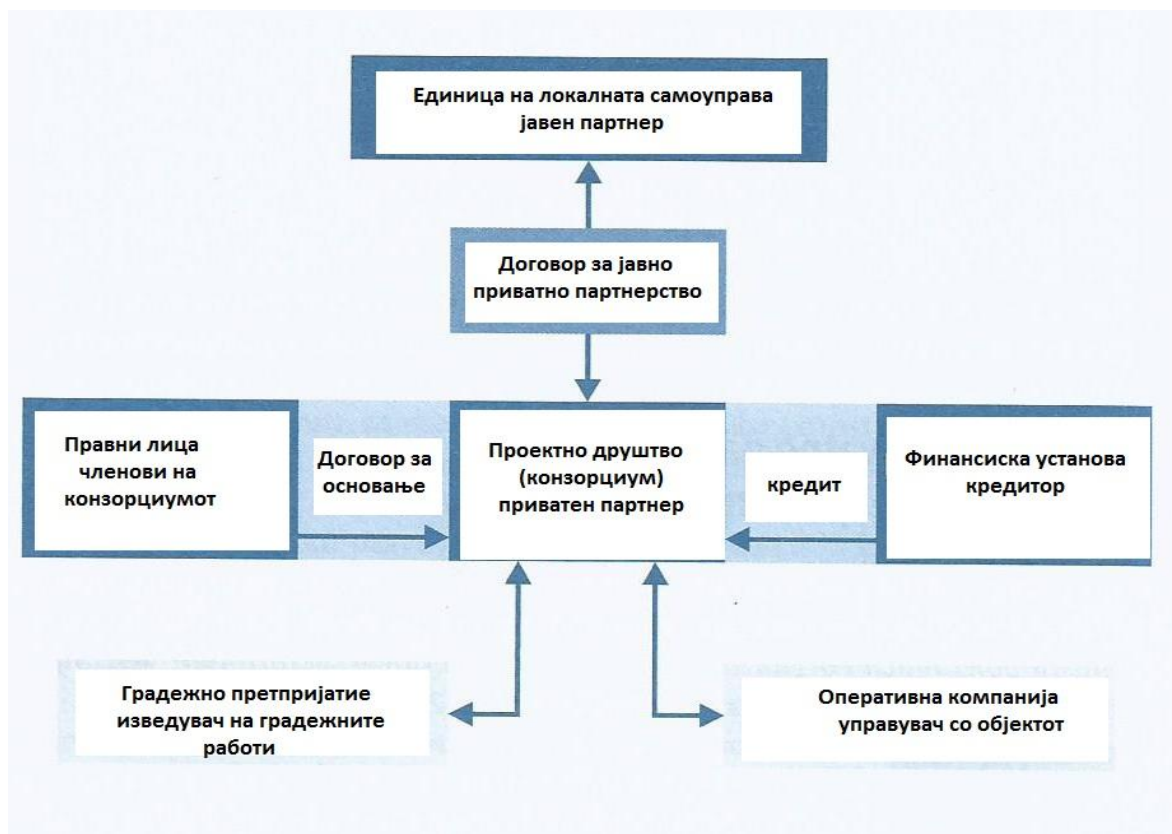 Единица на локалната самоуправа
јавен партнер
Договор за јавно
приватно партнерство
Правни лица
членови на
конзорциумот
Договор за
основање
Проектно друштво
(конзорциум)
приватен партнер
кредит
Финансиска установа
кредитор
Градежно претпријатие
изведувач на градежните
работи
Оперативна компанија
управувач со објектот